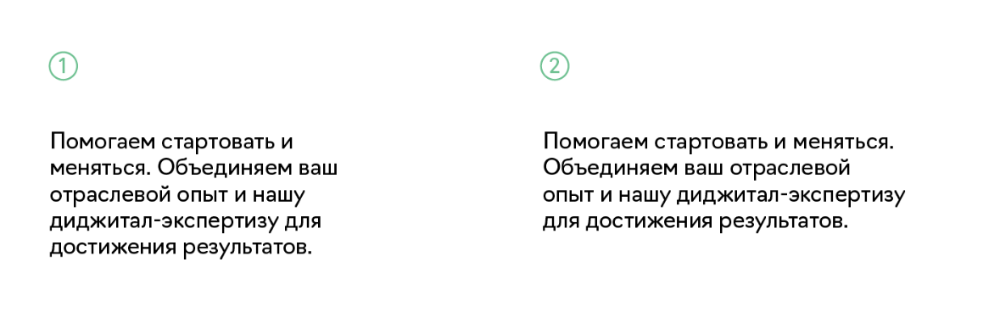 1
Помогаем стартовать и
меняться. Объединяем ваш
отраслевой опыт и нашу
диджитал-экспертизу для
достижения результатов.
2
Помогаем стартовать и меняться.
Объединяем ваш отраслевой
опыт и нашу диджитал-экспертизу
для достижения результатов.